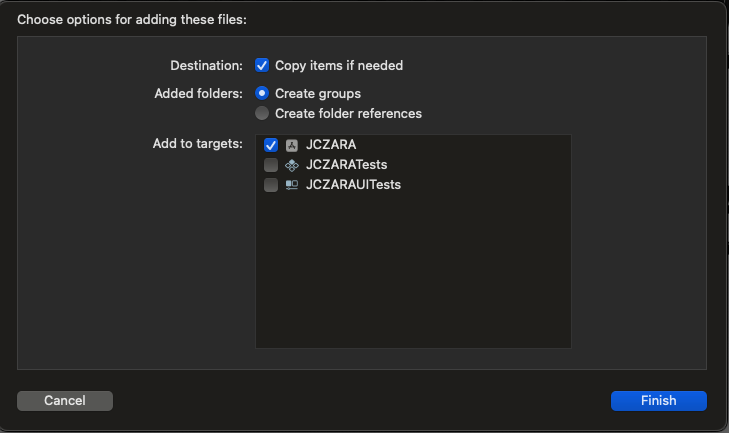 Choose options for adding these files:
Destination: Copy items if needed
Added folders: Create groups
Create folder references
Add to targets: JCZARA
JCZARATests
JCZARAUITests
Cancel Finish